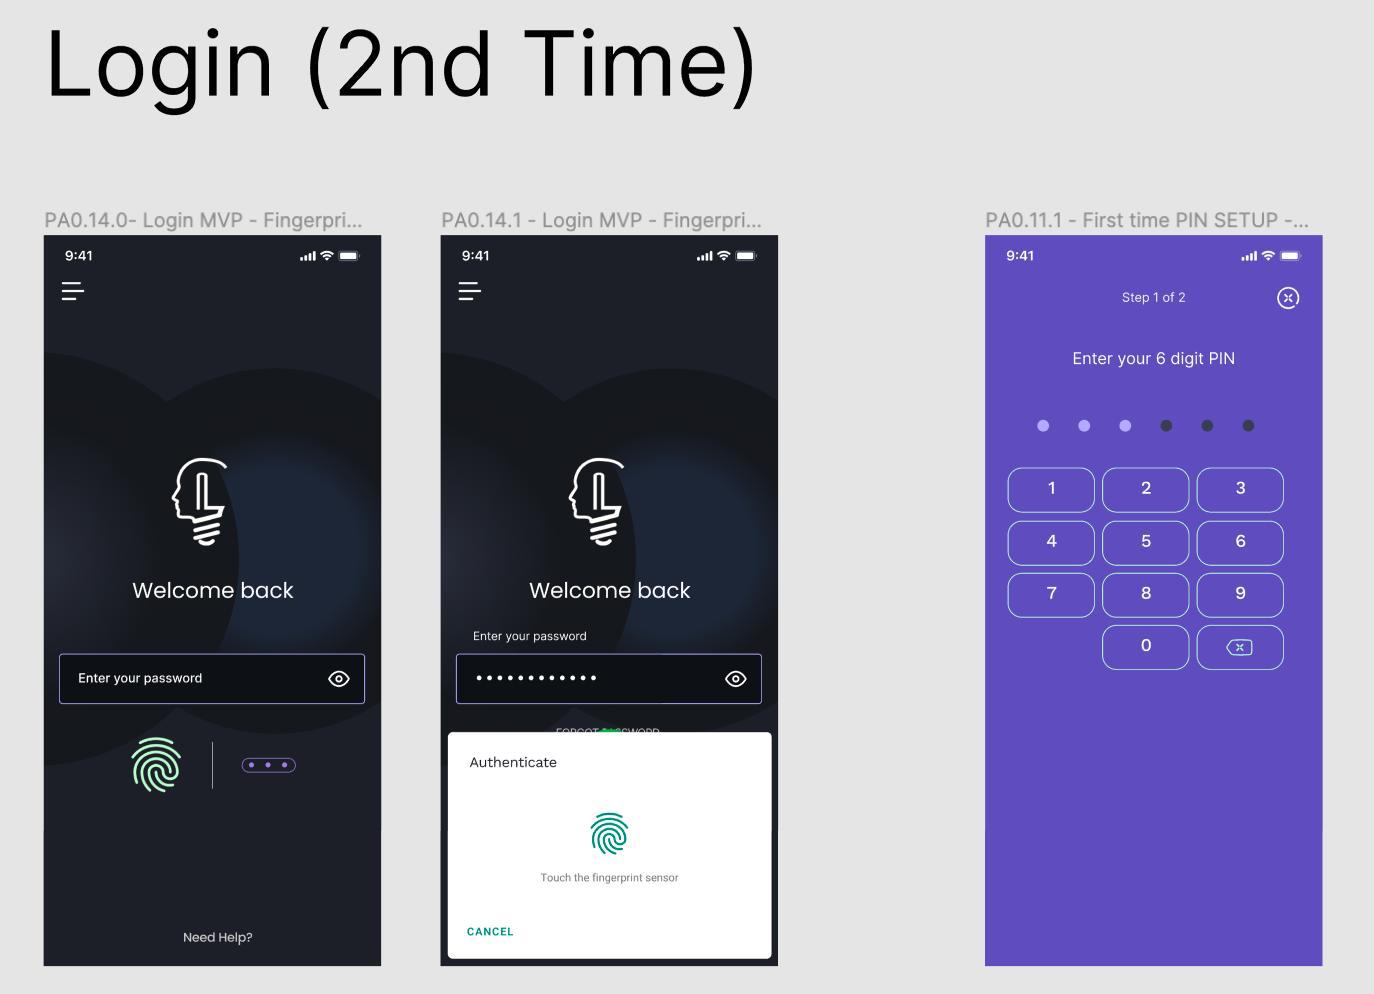 Login (2nd Time)
PA0.14.0- Login MVP - Fingerpri...
PA0.14.1 - Login MVP - Fingerpri...
PA0.11.1 - First time PIN SETUP -...
9:41
Welcome back
Enter your password
Need Help?
9:41
Welcome back
Enter your password
Authenticate
Touch the fingerprint sensor
CANCEL
9:41
Step 1 of 2
Enter your 6 digit PIN
1 2 3
4 5 6
7 8 9
0